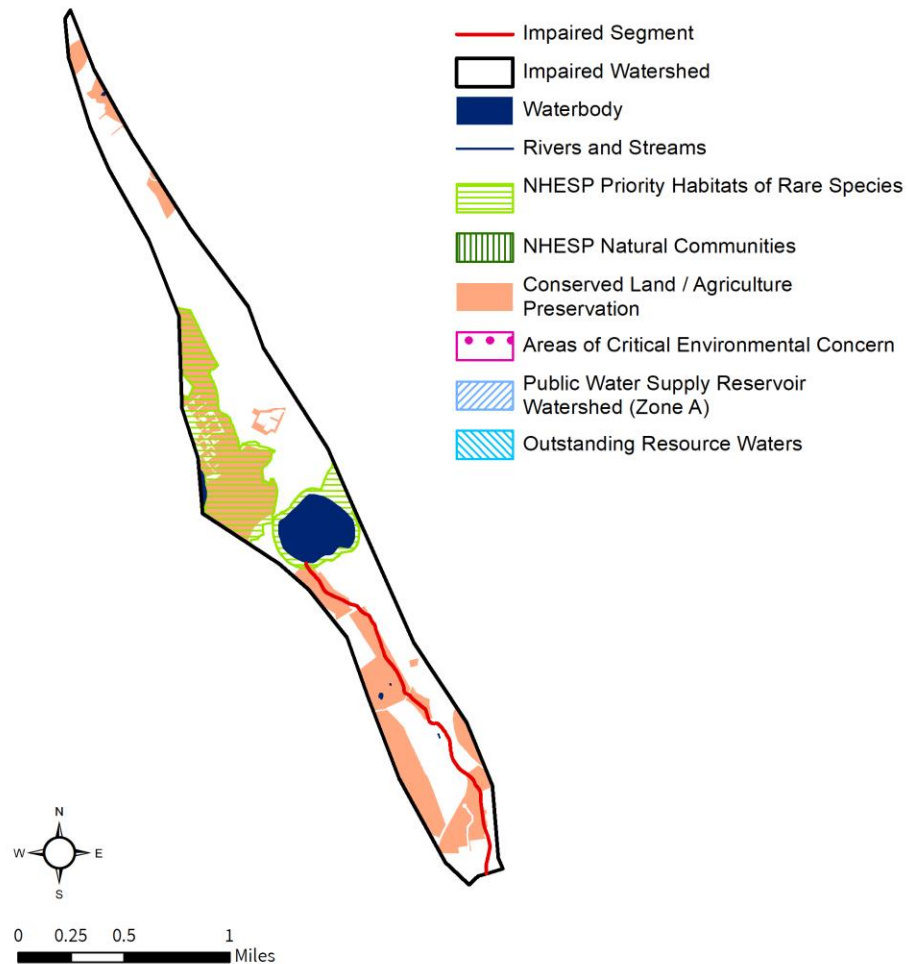 Impaired Segment
Impaired Watershed
Waterbody
Rivers and Streams
NHESP Priority Habitats of Rare Species
NHESP Natural Communities
Conserved Land / Agriculture
Preservation
Areas of Critical Environmental Concern
Public Water Supply Reservoir
Watershed (Zone A)
Outstanding Resource Waters
N
W E
S
0 0.25 0.5 1
Miles